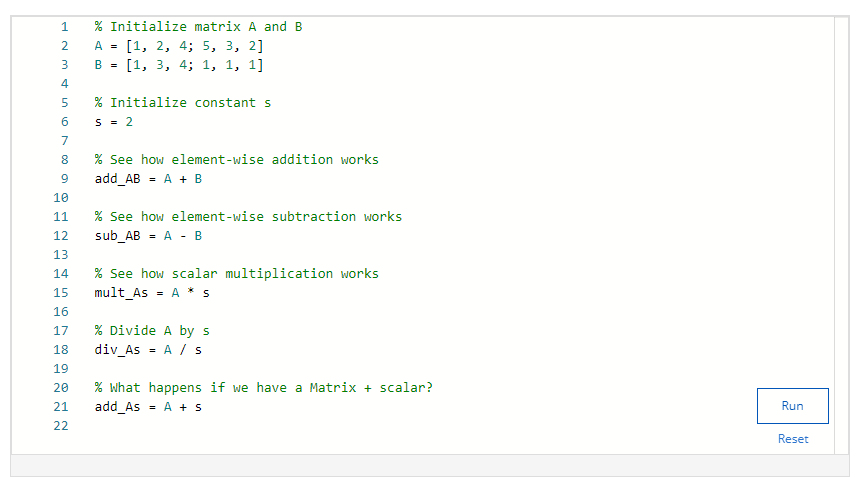 1 % Initialize matrix A and B
2 A = [1, 2, 4; 5, 3, 2]
3 B = [1, 3, 4; 1, 1, 1]
4
5 % Initialize constant s
6 s = 2
7
8 % See how element-wise addition works
9 add_AB = A + B
10
11 % See how element-wise subtraction works
12 sub_AB = A - B
13
14 % See how scalar multiplication works
15 mult_As = A * s
16
17 % Divide A by s
18 div_As = A / s
19
20 % What happens if we have a Matrix + scalar?
21 add_As = A + s
22
Run
Reset